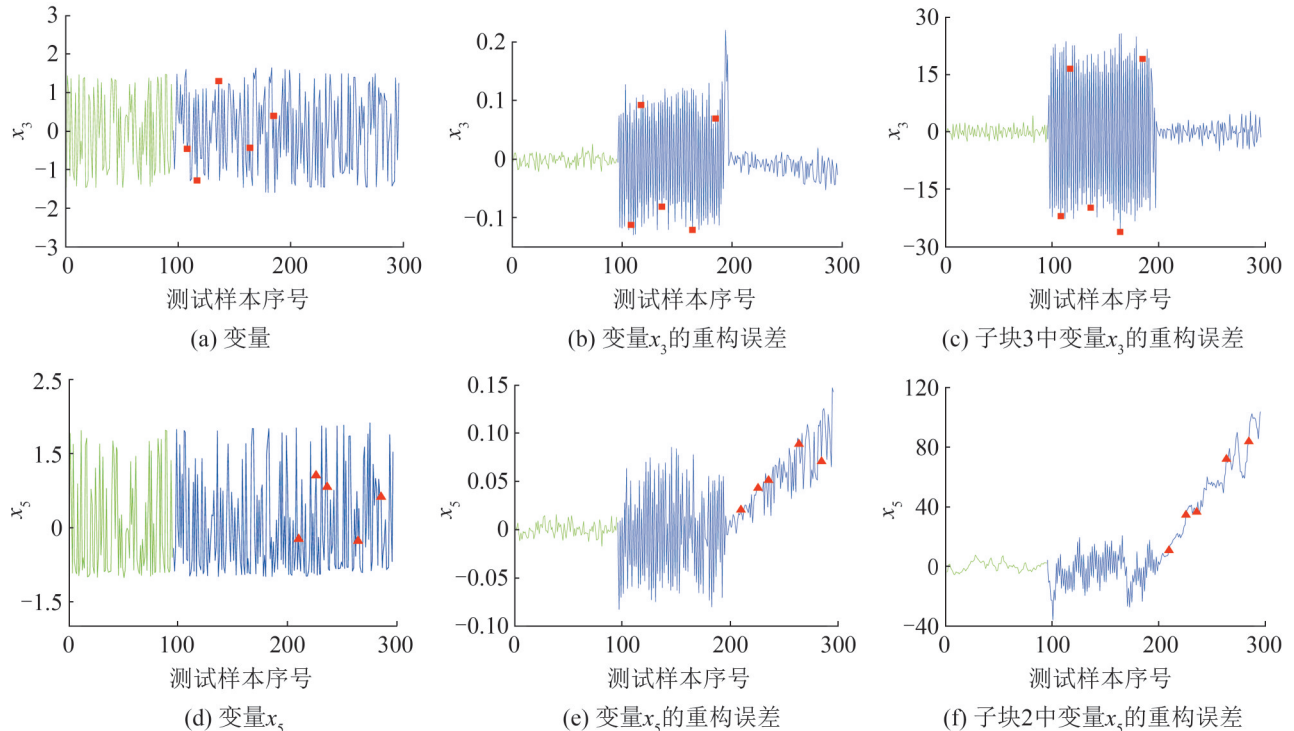 3
2
1
0
−1
−2
−3
x3
0 100 200 300
测试样本序号
(a) 变量
0.2
0.1
0
−0.1
x3
0 100 200 300
测试样本序号
(b) 变量x3的重构误差
30
15
0
−15
−30
x3
0 100 200 300
测试样本序号
(c) 子块3中变量x3的重构误差
2.5
1.5
0
−1.5
x5
0 100 200 300
测试样本序号
(d) 变量x5
0.15
0.10
0.05
0
−0.05
−0.10
x5
0 100 200 300
测试样本序号
(e) 变量x5的重构误差
120
80
40
0
−40
x5
0 100 200 300
测试样本序号
(f) 子块2中变量x5的重构误差